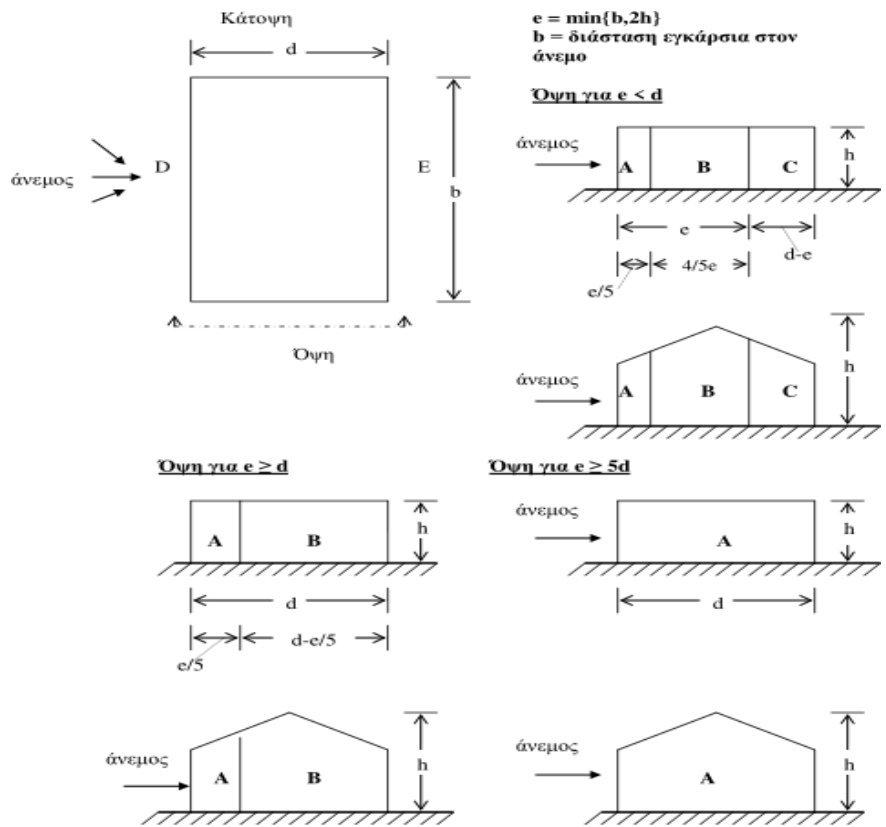 Κάτοψη
d
άνεμος
D
E
b
Όψη
e = min{b,2h}
b = διάσταση εγκάρσια στον
άνεμο
Όψη για e < d
άνεμος
A
B
C
h
e
d-e
e/5
4/5e
άνεμος
A
B
C
h
Όψη για e ≥ d
A
B
h
d
e/5
d-e/5
άνεμος
A
B
h
Όψη για e ≥ 5d
άνεμος
A
h
d
άνεμος
A
h